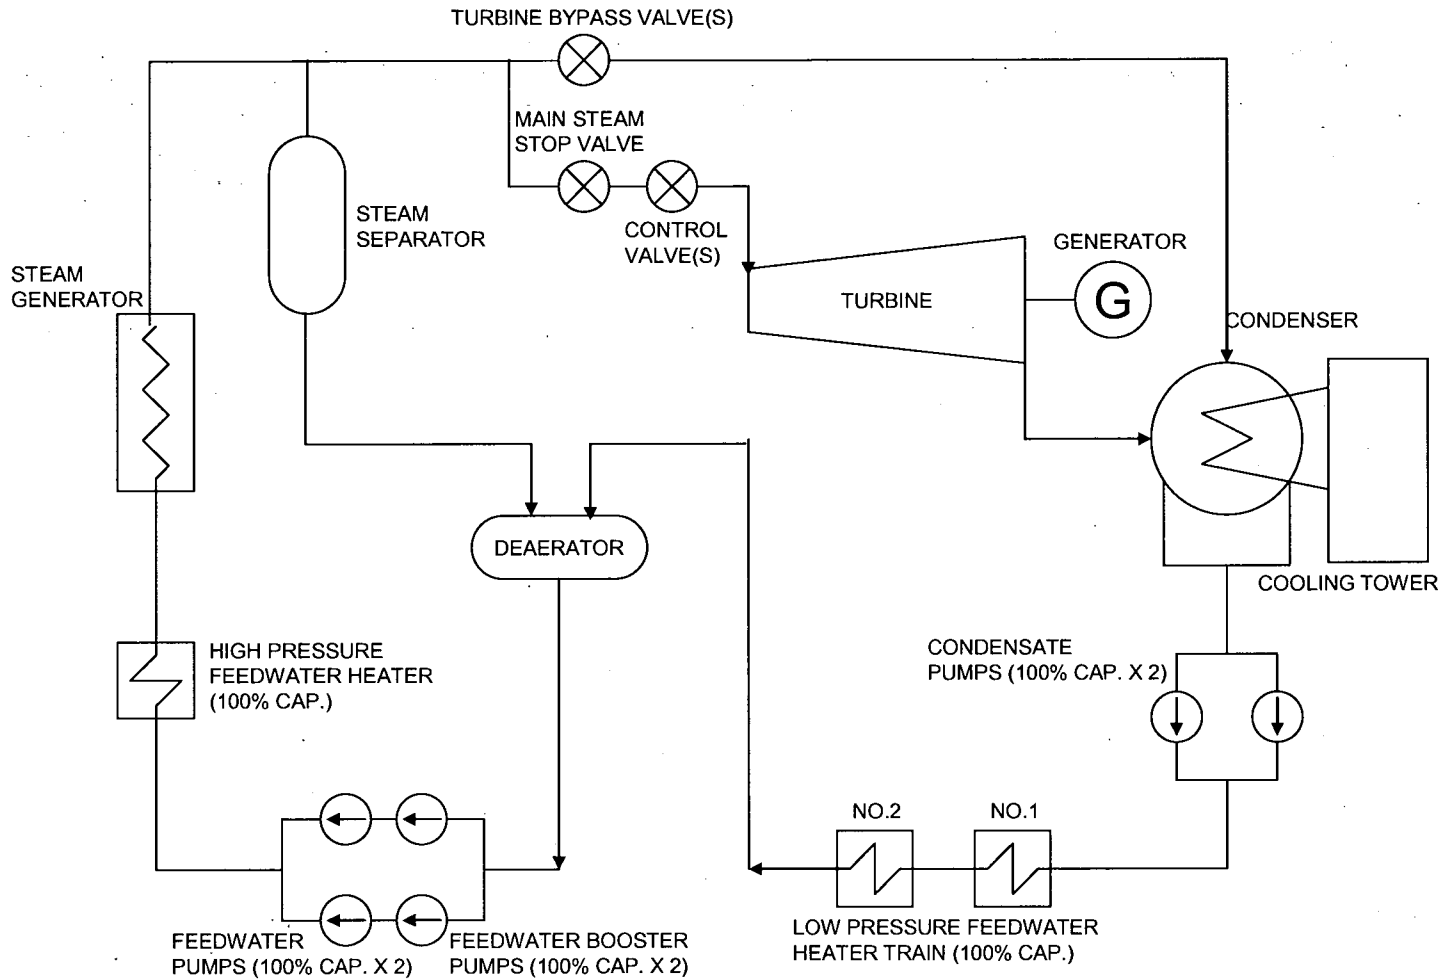 TURBINE BYPASS VALVE(S)
MAIN STEAM
STOP VALVE
STEAM
SEPARATOR
CONTROL
VALVE(S)
GENERATOR
G
STEAM
GENERATOR
TURBINE
CONDENSER
DEAERATOR
COOLING TOWER
HIGH PRESSURE
FEEDWATER HEATER
(100% CAP.)
CONDENSATE
PUMPS (100% CAP. X 2)
NO.2
NO.1
LOW PRESSURE FEEDWATER
HEATER TRAIN (100% CAP.)
FEEDWATER
PUMPS (100% CAP. X 2)
FEEDWATER BOOSTER
PUMPS (100% CAP. X 2)